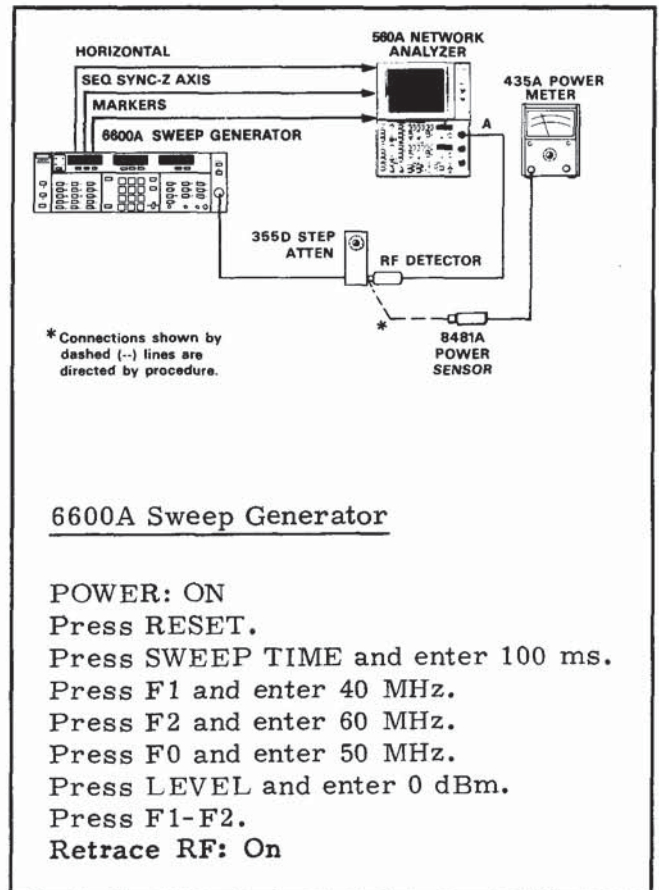 560A NETWORK
ANALYZER
HORIZONTAL
SEQ SYNC-Z AXIS
435A POWER
METER
MARKERS
A
6600A SWEEP GENERATOR
355D STEP
ATTEN
RF DETECTOR
*Connections shown by
dashed (--) lines are
directed by procedure.
*
8481A
POWER
SENSOR
6600A Sweep Generator
POWER: ON
Press RESET.
Press SWEEP TIME and enter 100 ms.
Press F1 and enter 40 MHz.
Press F2 and enter 60 MHz.
Press F0 and enter 50 MHz.
Press LEVEL and enter 0 dBm.
Press F1-F2.
Retrace RF: On